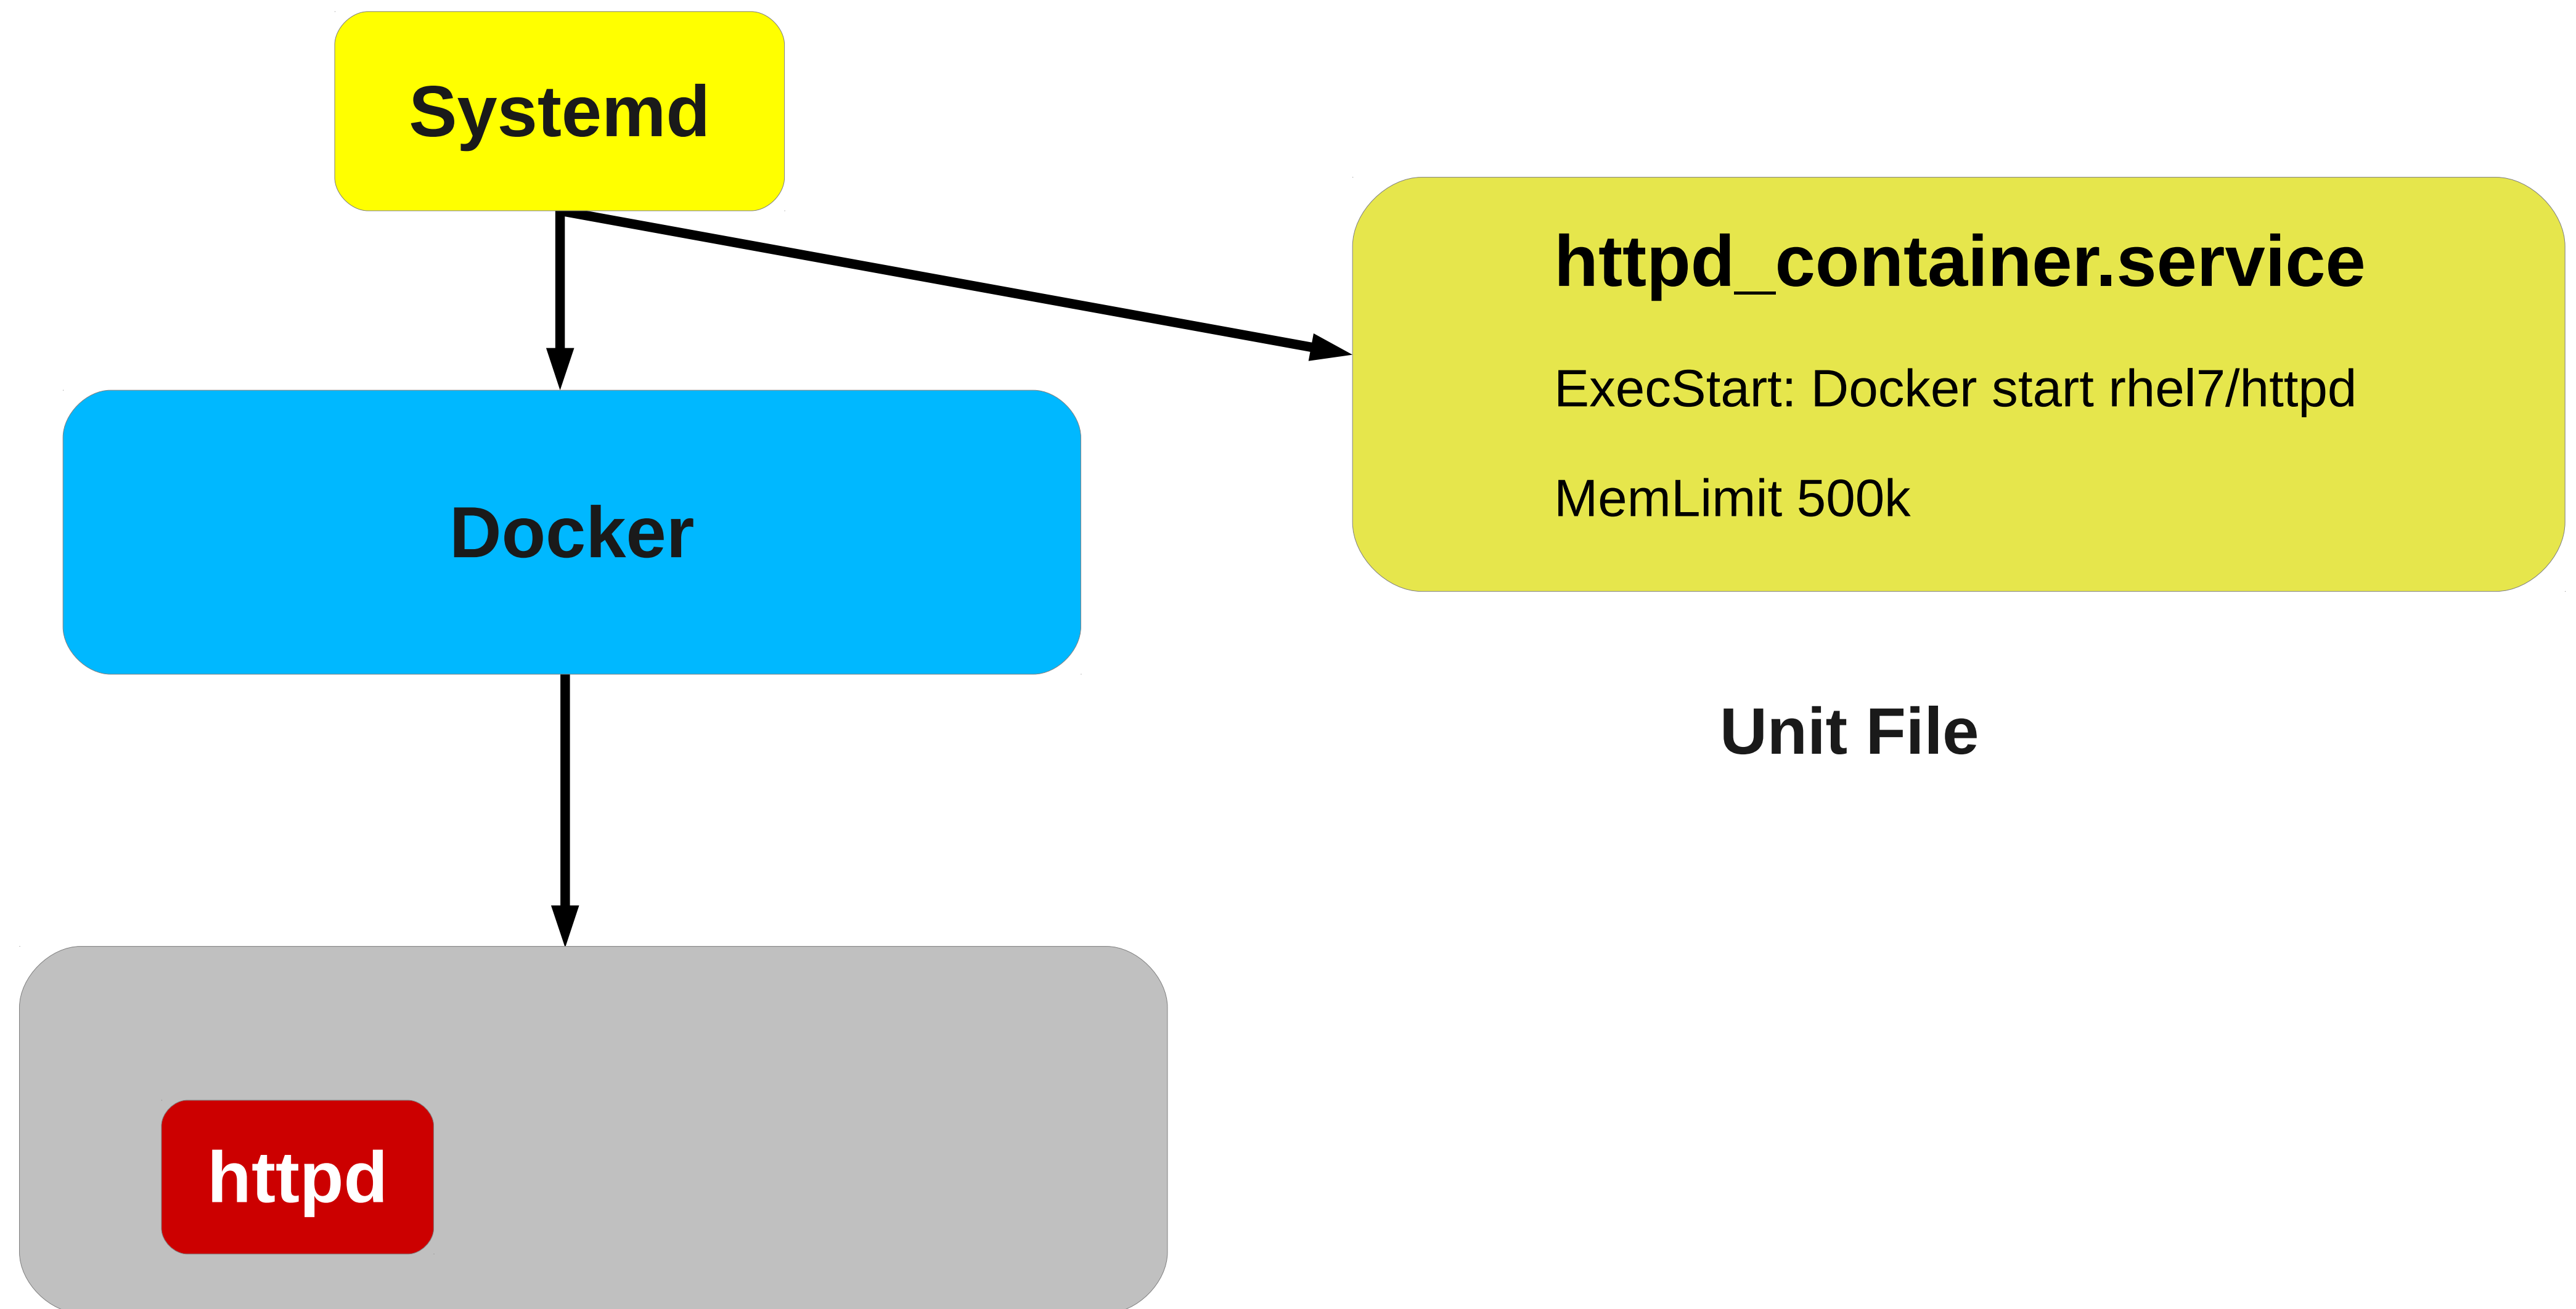 Systemd
httpd_container.service
ExecStart: Docker start rhel7/httpd
MemLimit 500k
Docker
Unit File
httpd